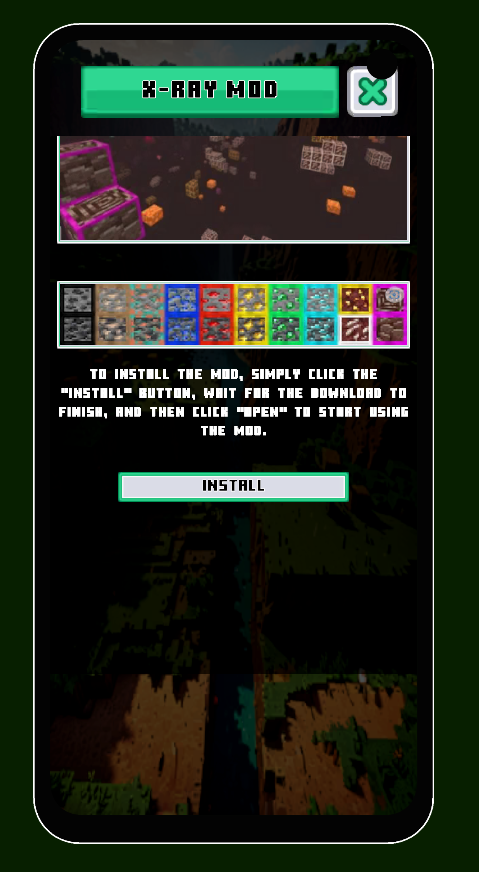 X-RAY MOD
TO INSTALL THE MOD, SIMPLY CLICK THE
"INSTALL" BUTTON, WAIT FOR THE DOWNLOAD TO
FINISH, AND THEN CLICK "OPEN" TO START USING
THE MOD.
INSTALL